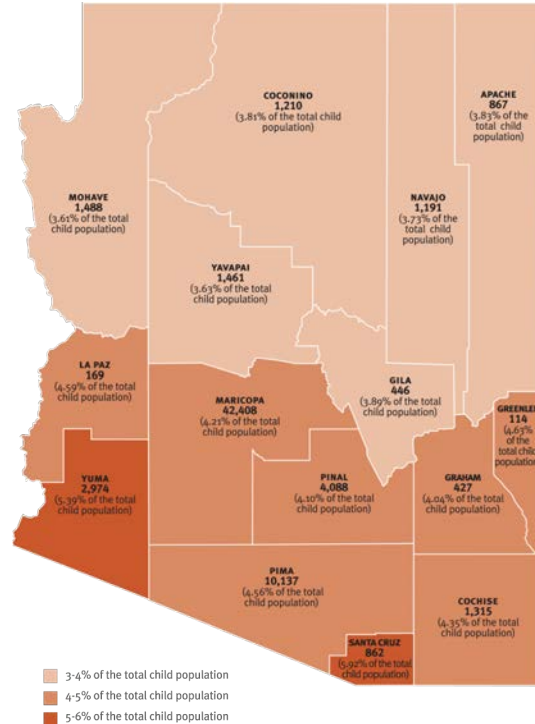 COCONINO
1,210
(3.81% of the total child
population)
APACHE
867
(3.83% of the
total child
population)
MOHAVE
1,488
(3.61% of the total
child population)
NAVAJO
1,191
(3.73% of the
total child
population)
YAVAPAI
1,461
(3.63% of the total
child population)
LA PAZ
169
(4.59% of the total
child population)
MARICOPA
42,408
(4.21% of the total
child population)
GILA
446
(3.89% of the total
child population)
GREENLEE
114
(4.63%
of the
total child
population)
YUMA
2,974
(5.39% of the total
child population)
PINAL
4,088
(4.10% of the total
child population)
GRAHAM
427
(4.04% of the total
child population)
PIMA
10,137
(4.56% of the total
child population)
COCHISE
1,315
(4.35% of the total
child population)
SANTA CRUZ
862
(5.92% of the total
child population)
3-4% of the total child population
4-5% of the total child population
5-6% of the total child population